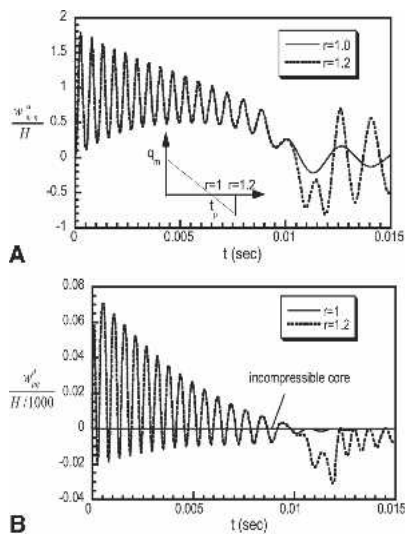 2
1.5
1
0.5
0
-0.5
-1
0
0.005
0.01
0.015
t (sec)
H
r=1.0
r=1.2
q_m
r=1
r=1.2
t_p
A
0.08
0.06
0.04
0.02
0
-0.02
-0.04
0
0.005
0.01
0.015
t (sec)
H/1000
r=1
r=1.2
incompressible core
B